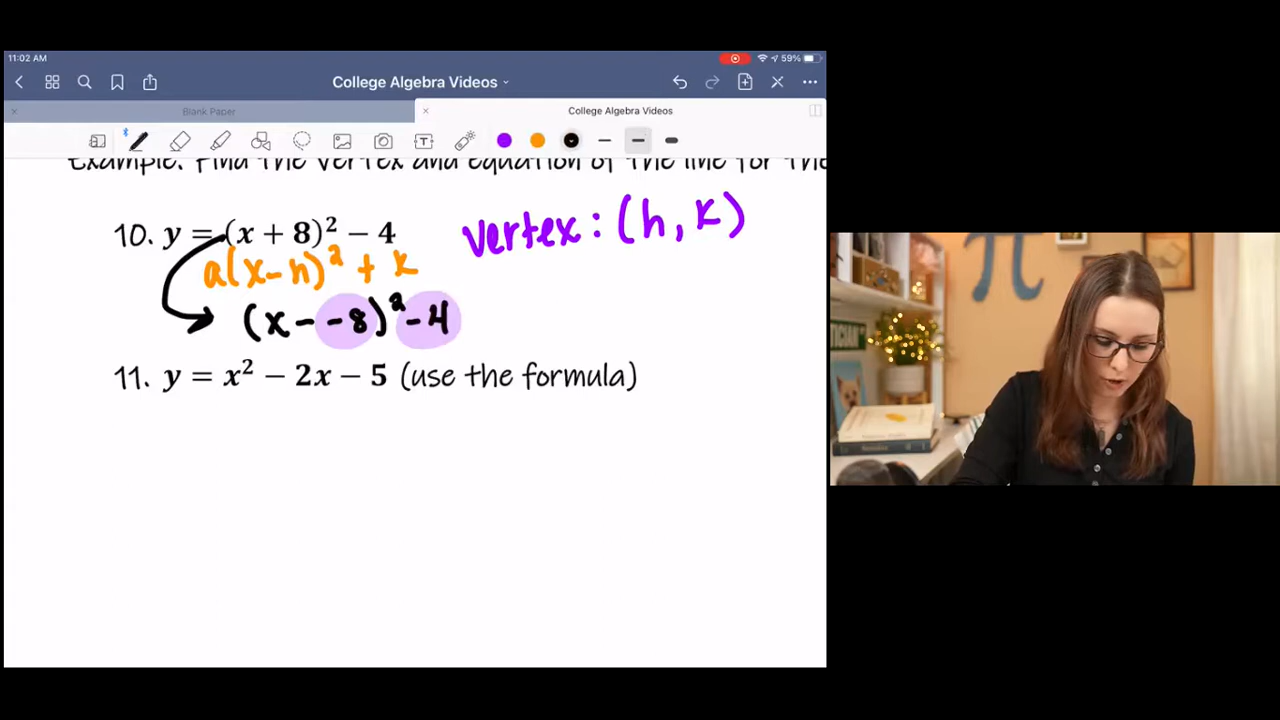 11:02 AM 59%
College Algebra Videos
Blank Paper College Algebra Videos
Example: Find the vertex and equation of the line for the
10. y = (x + 8)² − 4 vertex: (h, k)
a(x-h)² + k
(x - -8)² -4
11. y = x² − 2x − 5 (use the formula)
π